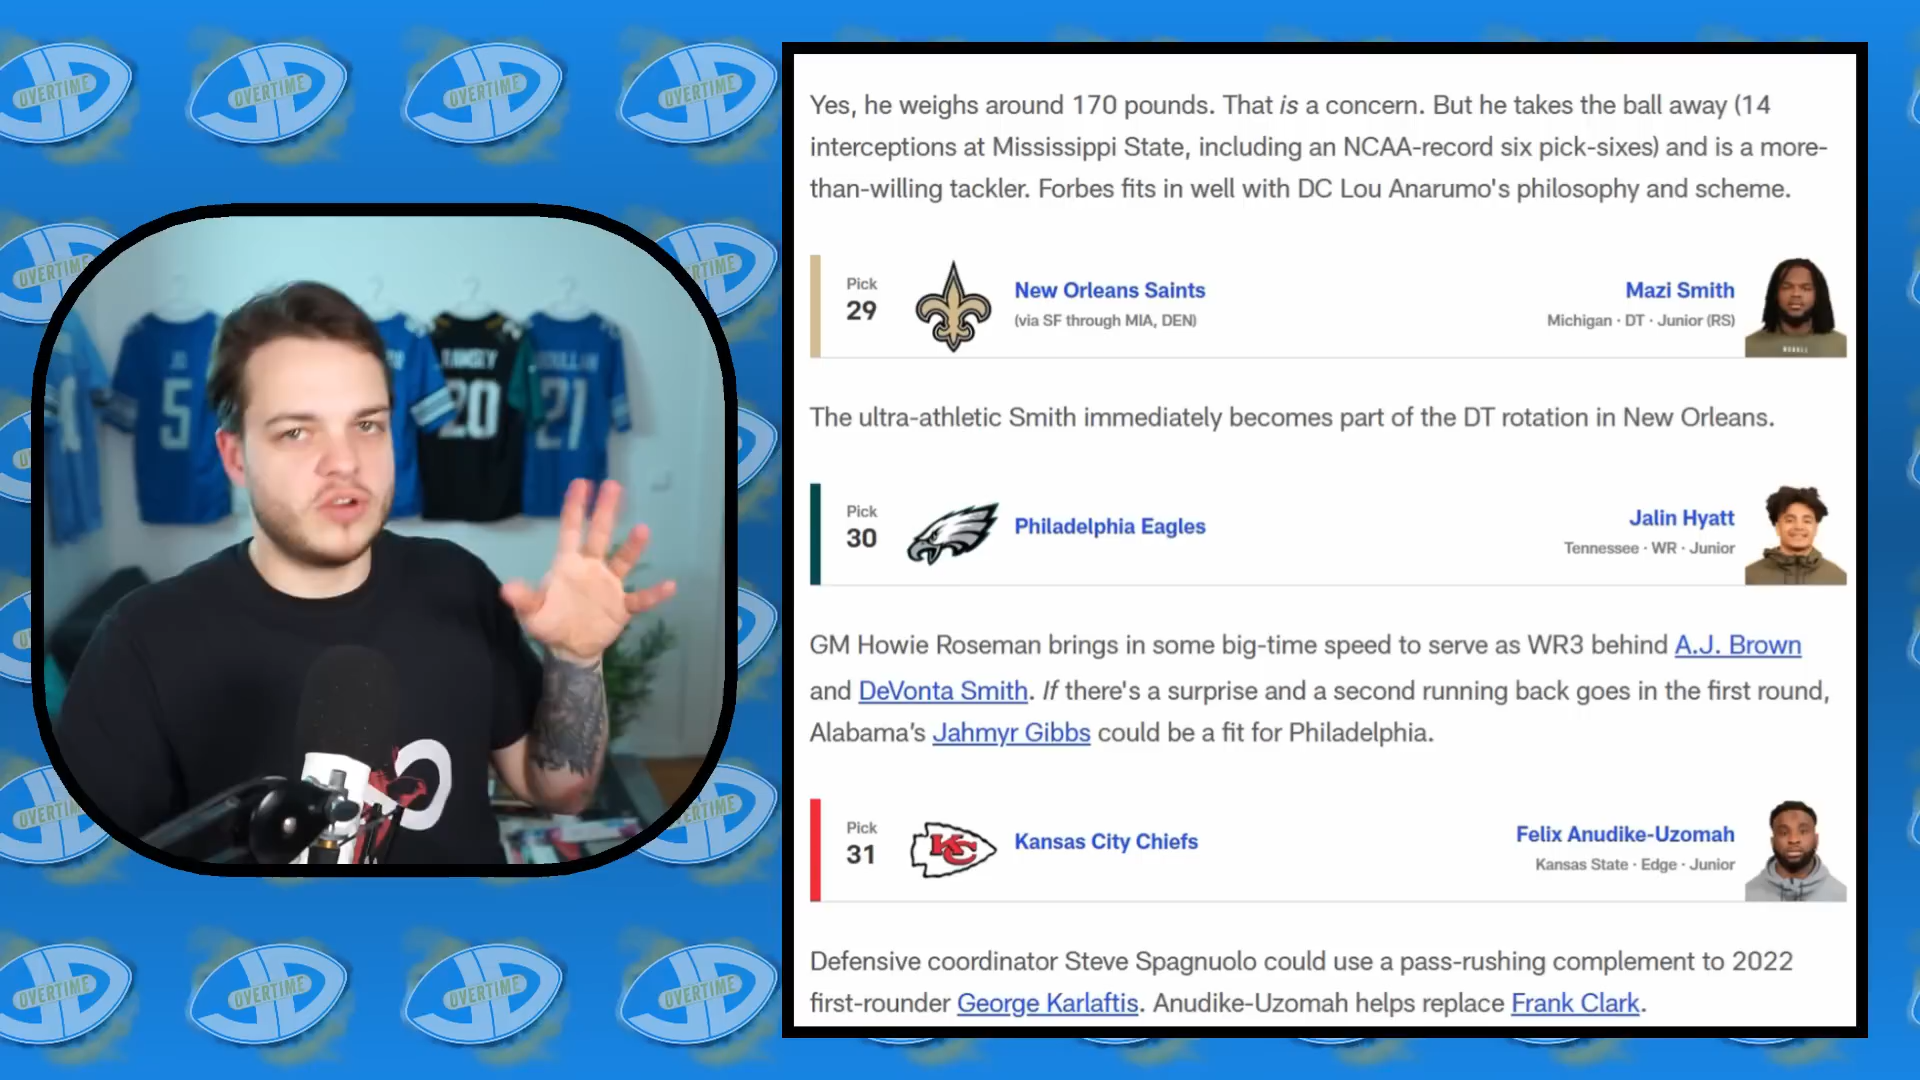 Yes, he weighs around 170 pounds. That is a concern. But he takes the ball away (14
interceptions at Mississippi State, including an NCAA-record six pick-sixes) and is a more-
than-willing tackler. Forbes fits in well with DC Lou Anarumo's philosophy and scheme.
Pick
29
New Orleans Saints
(via SF through MIA, DEN)
Mazi Smith
Michigan · DT · Junior (RS)
The ultra-athletic Smith immediately becomes part of the DT rotation in New Orleans.
Pick
30
Philadelphia Eagles
Jalin Hyatt
Tennessee · WR · Junior
GM Howie Roseman brings in some big-time speed to serve as WR3 behind A.J. Brown
and DeVonta Smith. If there's a surprise and a second running back goes in the first round,
Alabama's Jahmyr Gibbs could be a fit for Philadelphia.
Pick
31
KC
Kansas City Chiefs
Felix Anudike-Uzomah
Kansas State · Edge · Junior
Defensive coordinator Steve Spagnuolo could use a pass-rushing complement to 2022
first-rounder George Karlaftis. Anudike-Uzomah helps replace Frank Clark.
JD
OVERTIME
5
20
21